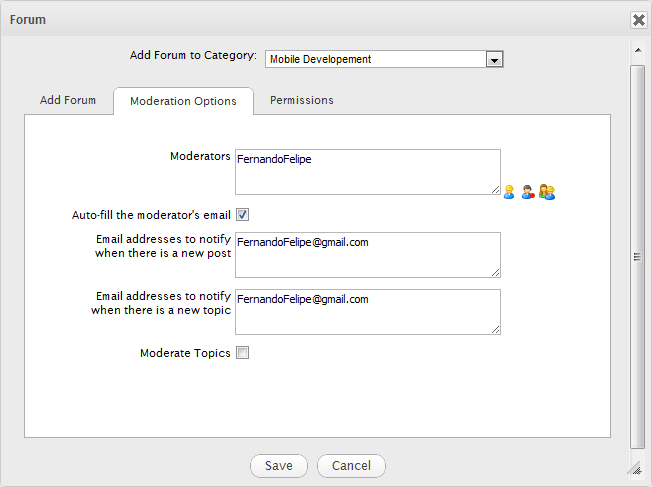 Forum
Add Forum to Category: Mobile Developement
Add Forum Moderation Options Permissions
Moderators FernandoFelipe
Auto-fill the moderator's email
Email addresses to notify
when there is a new post
FernandoFelipe@gmail.com
Email addresses to notify
when there is a new topic
FernandoFelipe@gmail.com
Moderate Topics
Save Cancel